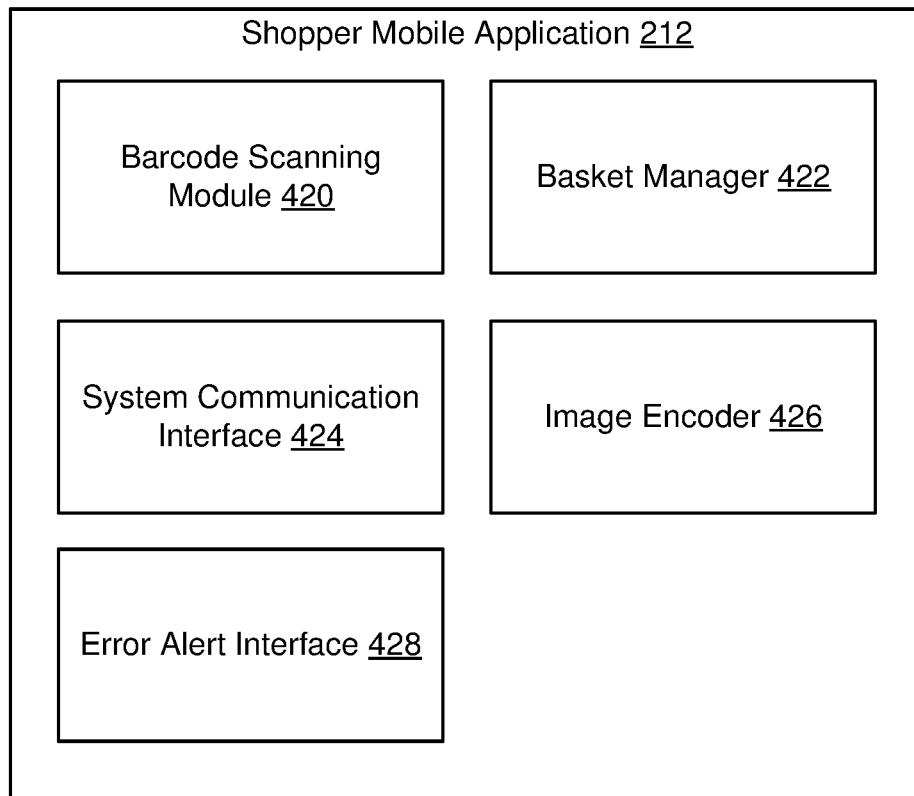 Shopper Mobile Application 212
Barcode Scanning
Module 420
Basket Manager 422
System Communication
Interface 424
Image Encoder 426
Error Alert Interface 428